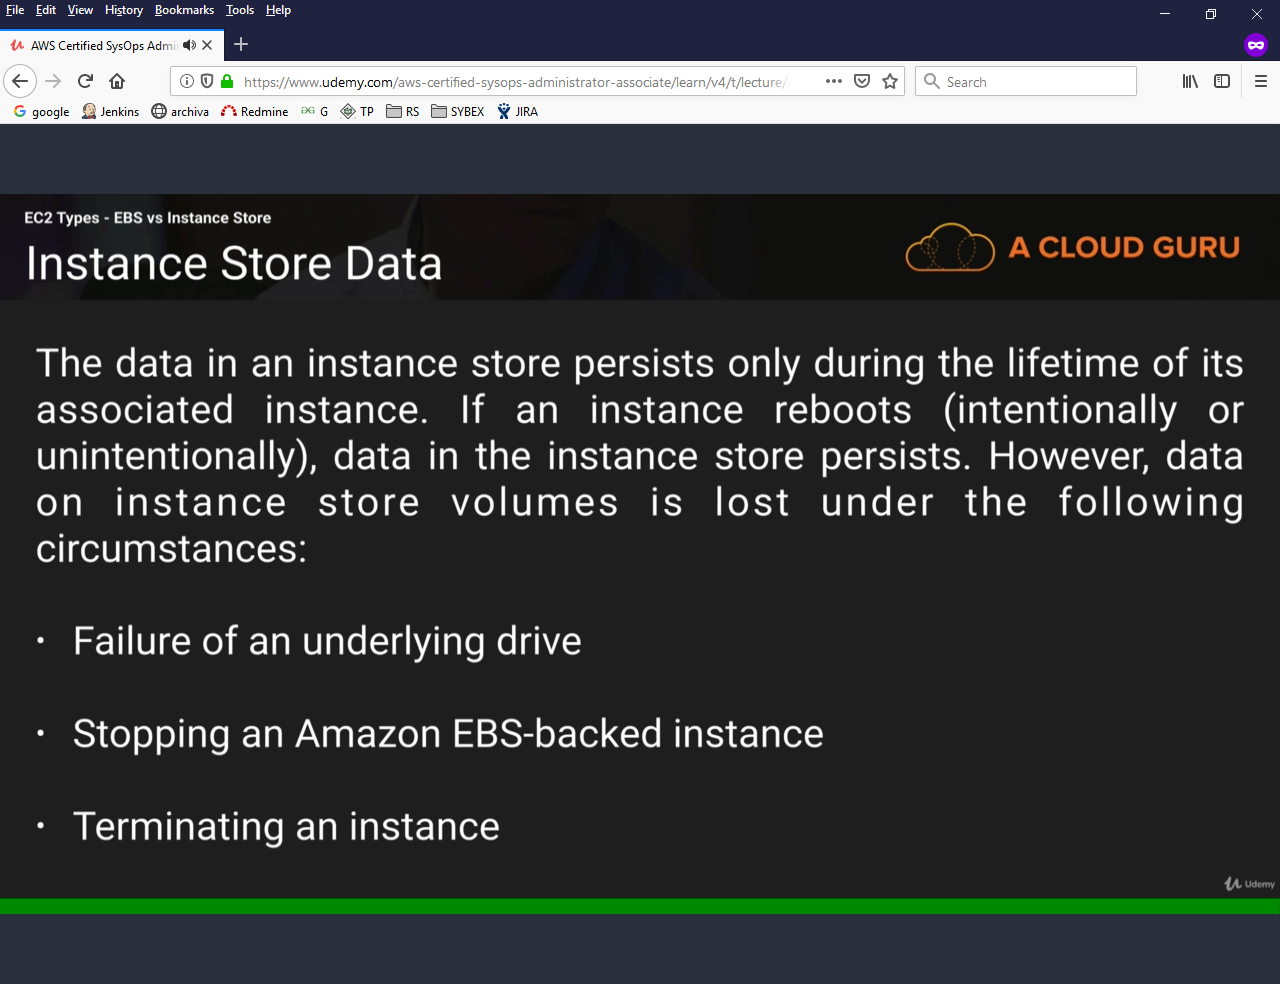 File Edit View History Bookmarks Tools Help
AWS Certified SysOps Admi
https://www.udemy.com/aws-certified-sysops-administrator-associate/learn/v4/t/lecture/
Search
google Jenkins archiva Redmine G TP RS SYBEX JIRA
EC2 Types - EBS vs Instance Store
Instance Store Data
A CLOUD GURU
The data in an instance store persists only during the lifetime of its
associated instance. If an instance reboots (intentionally or
unintentionally), data in the instance store persists. However, data
on instance store volumes is lost under the following
circumstances:
• Failure of an underlying drive
• Stopping an Amazon EBS-backed instance
• Terminating an instance
Udemy